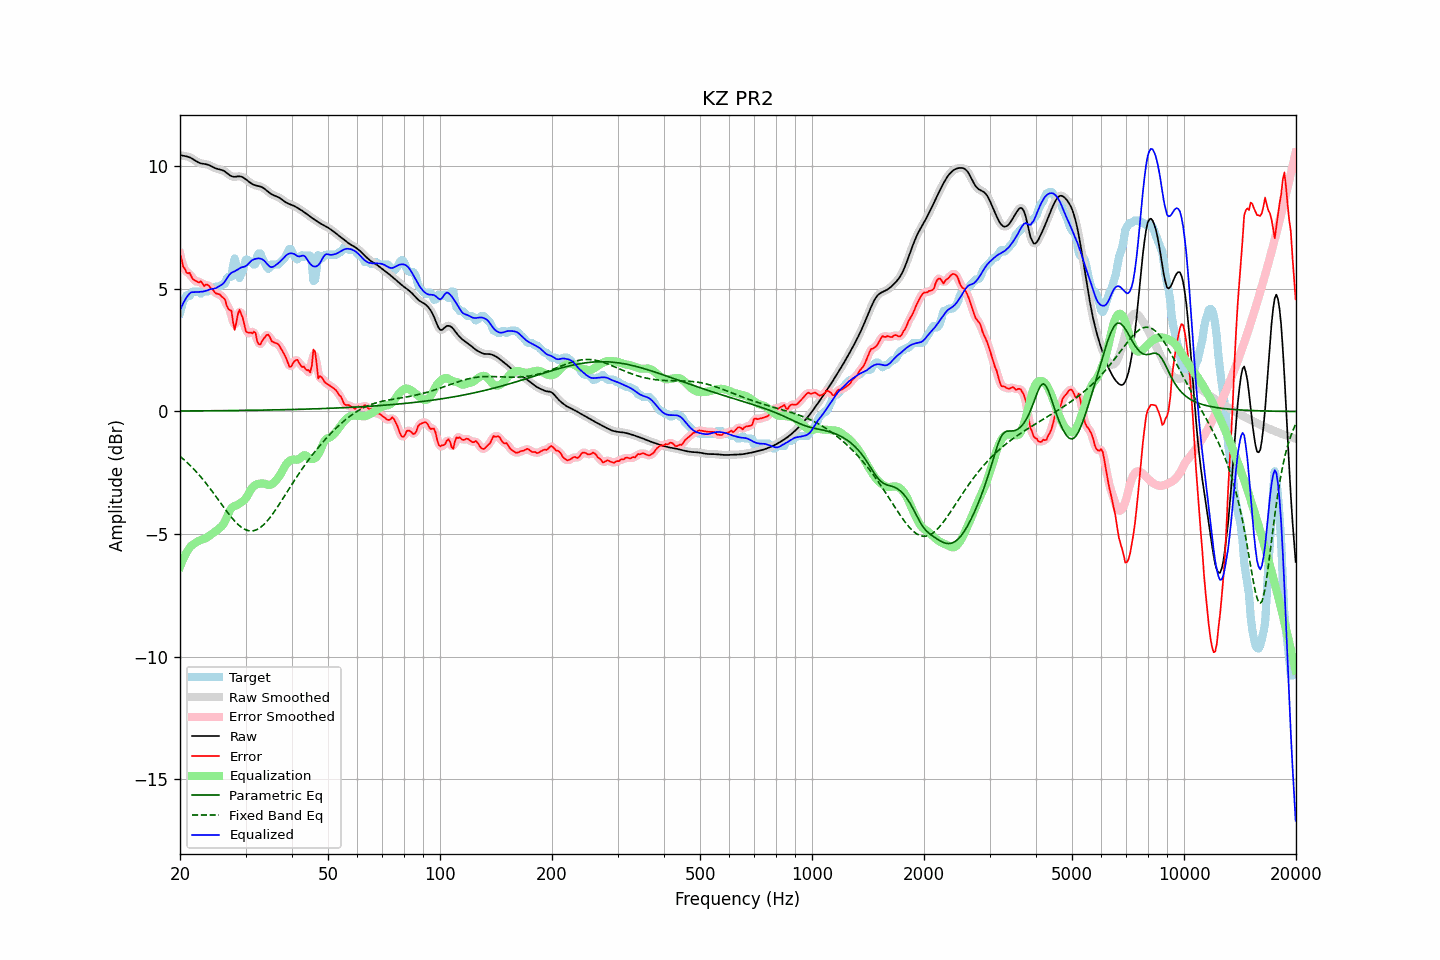 KZ PR2
Amplitude (dBr)
10
5
0
−5
−10
−15
Target
Raw Smoothed
Error Smoothed
Raw
Error
Equalization
Parametric Eq
Fixed Band Eq
Equalized
20 50 100 200 500 1000 2000 5000 10000 20000
Frequency (Hz)